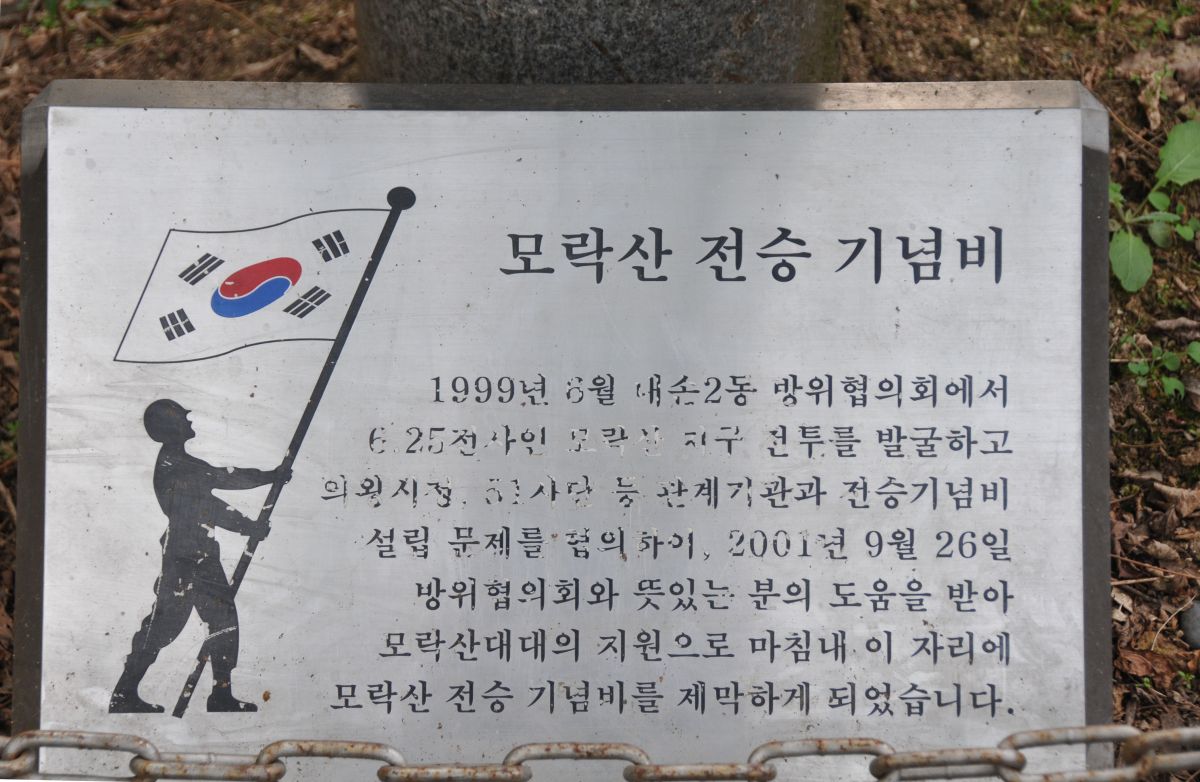 모락산 전승 기념비
1999년 6월 내손2동 방위협의회에서
6.25전사인 모락산 지구 전투를 발굴하고
의왕시청, 51사단 등 관계기관과 전승기념비
설립 문제를 협의하여, 2001년 9월 26일
방위협의회와 뜻있는 분의 도움을 받아
모락산대대의 지원으로 마침내 이 자리에
모락산 전승 기념비를 제막하게 되었습니다.